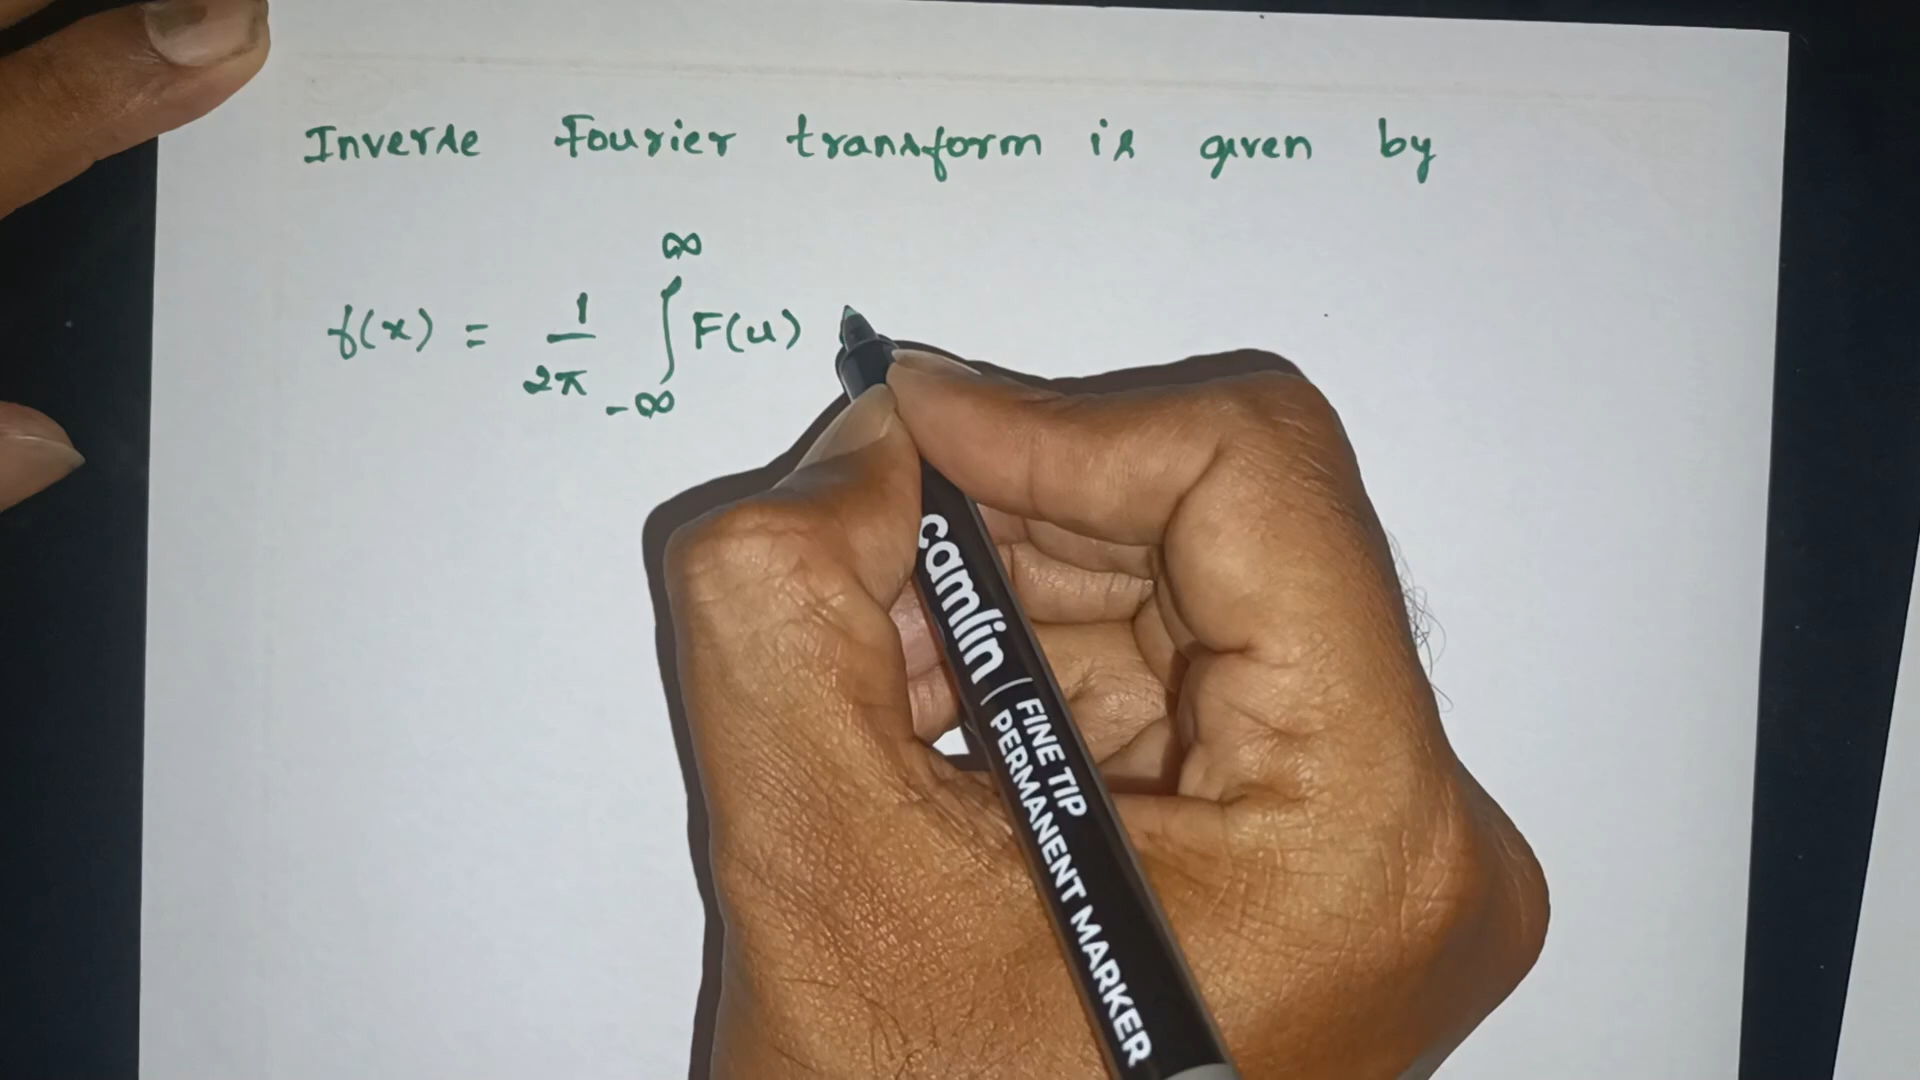 Inverse Fourier transform is given by
f(x) = 1/2π ∫_{-∞}^{∞} F(u)
camlin | FINE TIP PERMANENT MARKER